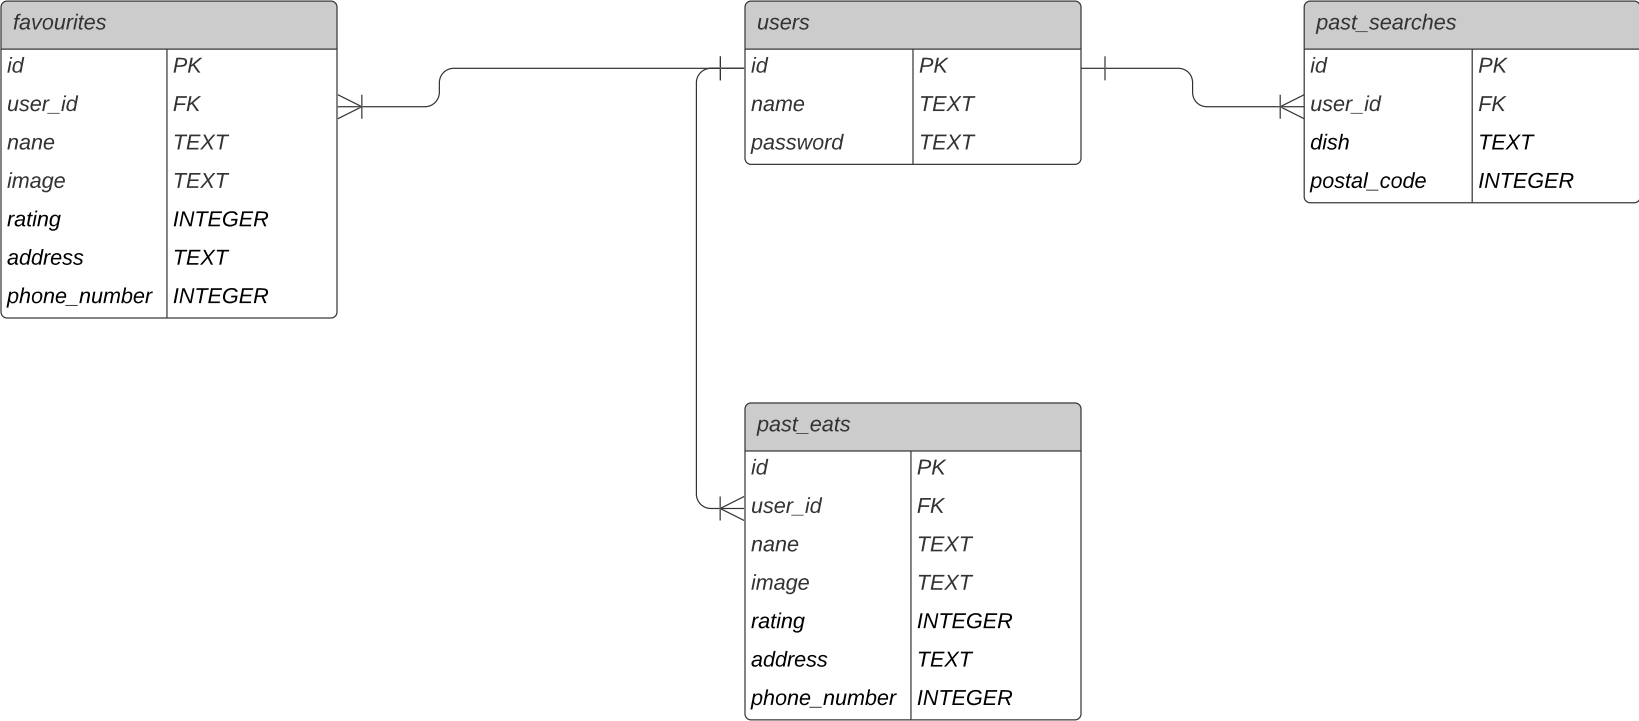 favourites
id PK
user_id FK
nane TEXT
image TEXT
rating INTEGER
address TEXT
phone_number INTEGER
users
id PK
name TEXT
password TEXT
past_searches
id PK
user_id FK
dish TEXT
postal_code INTEGER
past_eats
id PK
user_id FK
nane TEXT
image TEXT
rating INTEGER
address TEXT
phone_number INTEGER